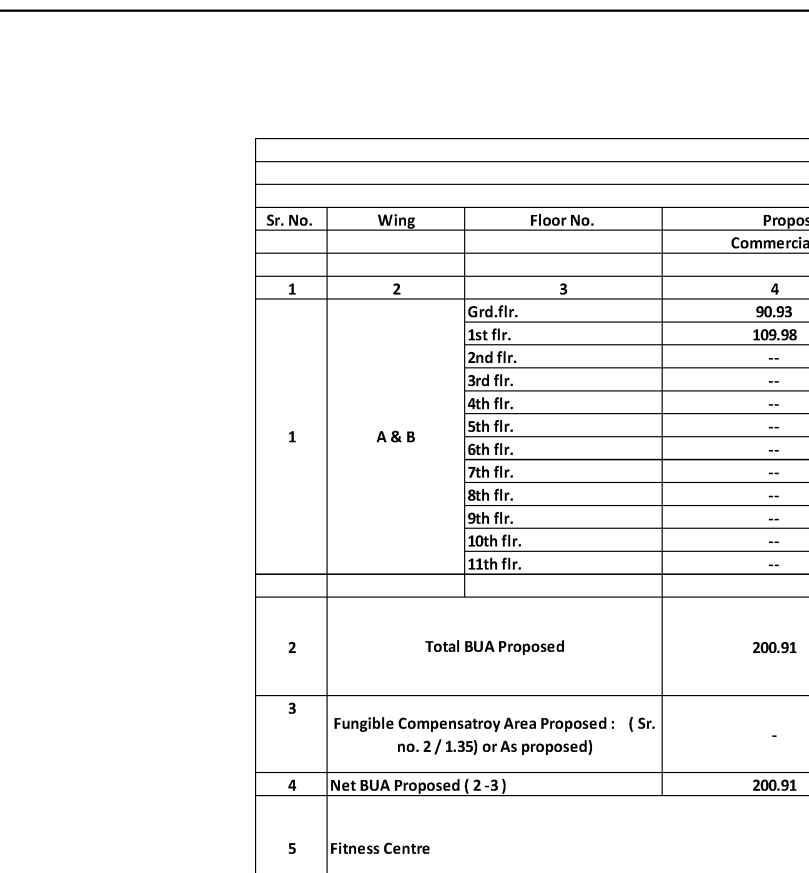 Sr. No. Wing Floor No. Propos
Commercia
1 2 3 4
Grd.flr. 90.93
1st flr. 109.98
2nd flr. --
3rd flr. --
4th flr. --
5th flr. --
1 A & B
6th flr. --
7th flr. --
8th flr. --
9th flr. --
10th flr. --
11th flr. --
2 Total BUA Proposed 200.91
3
Fungible Compensatroy Area Proposed : ( Sr.
no. 2 / 1.35) or As proposed) -
4 Net BUA Proposed ( 2 -3 ) 200.91
5 Fitness Centre